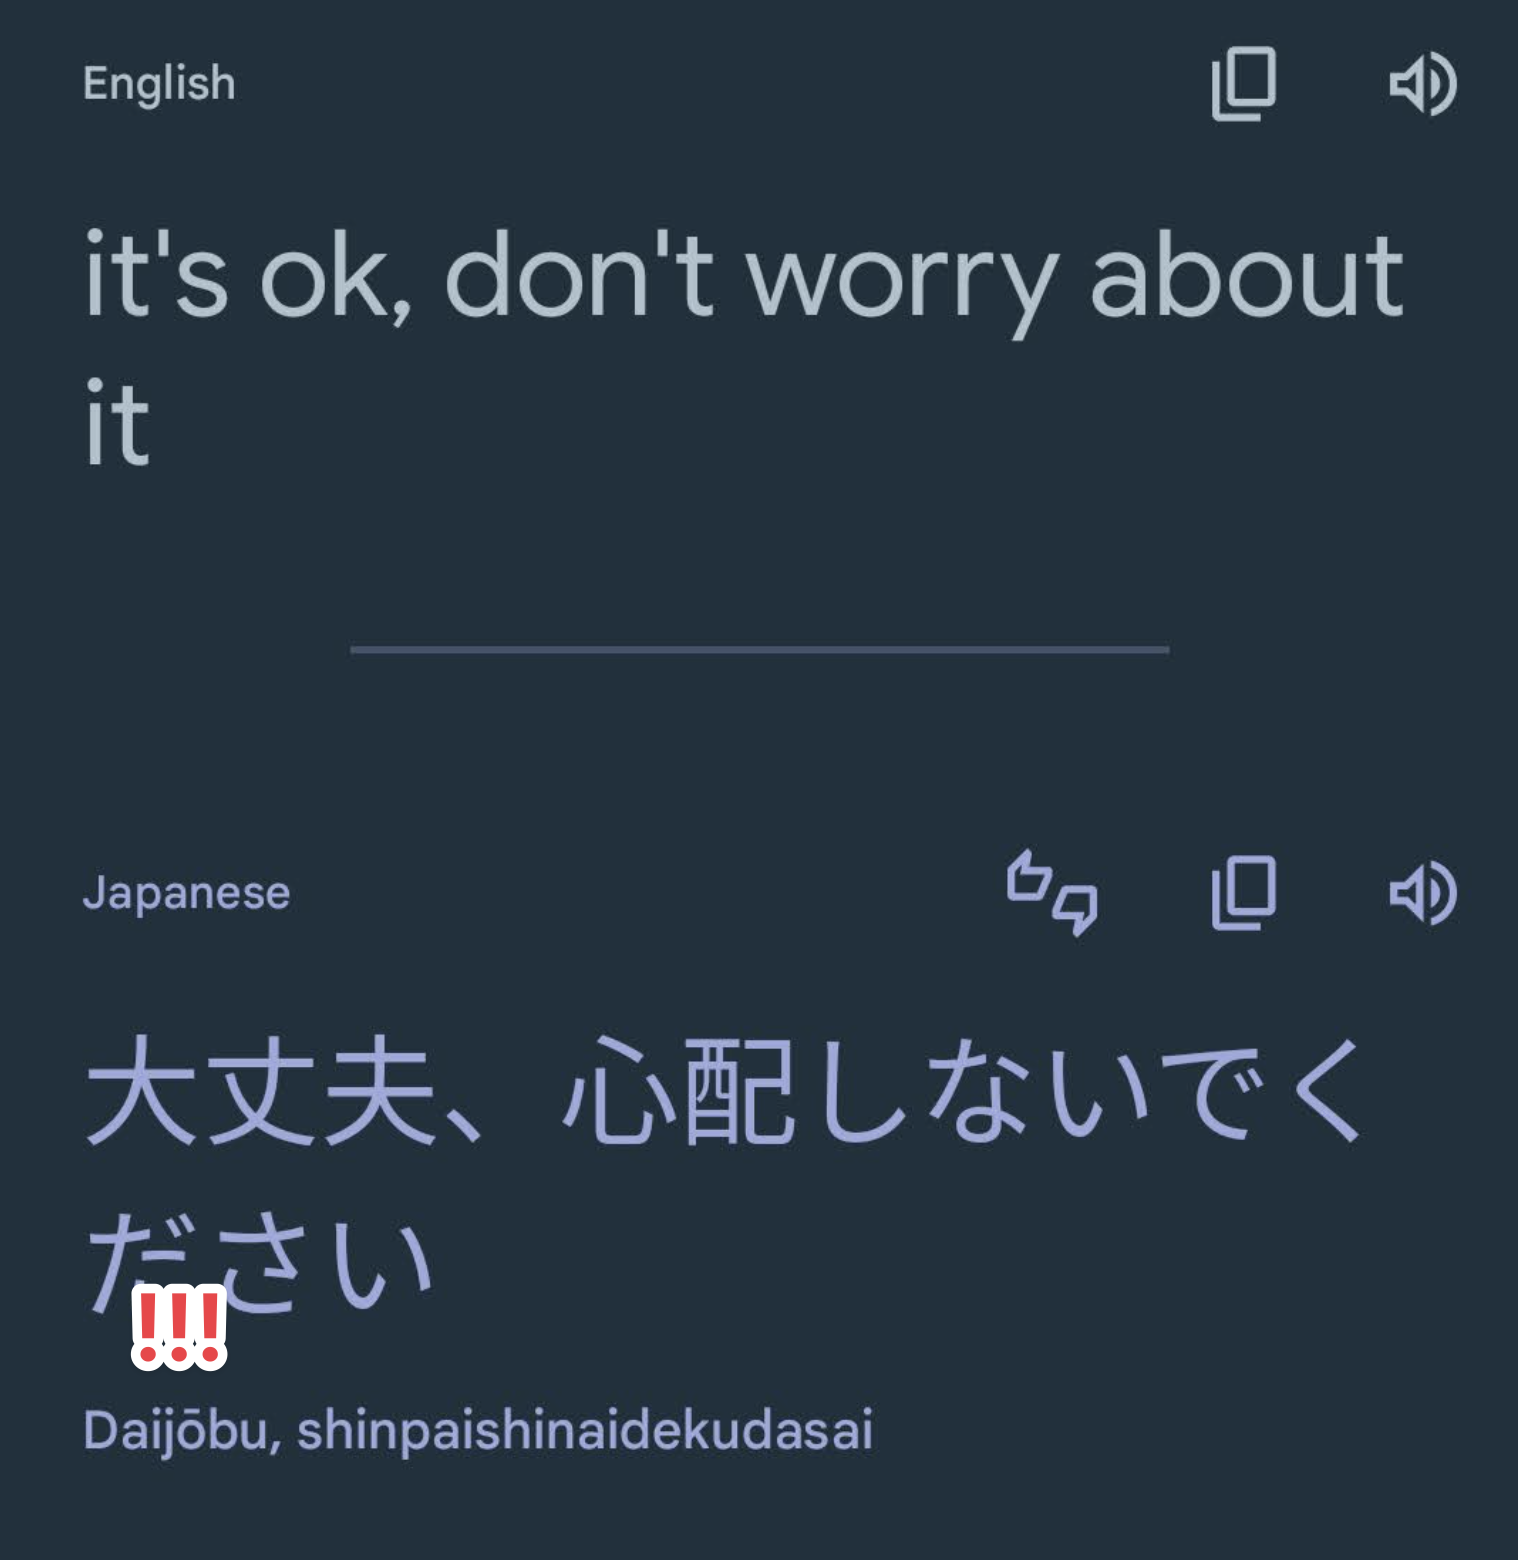 English
it's ok, don't worry about
it
Japanese
大丈夫、心配しないでく
ださい
!!!
Daijōbu, shinpaishinaidekudasai